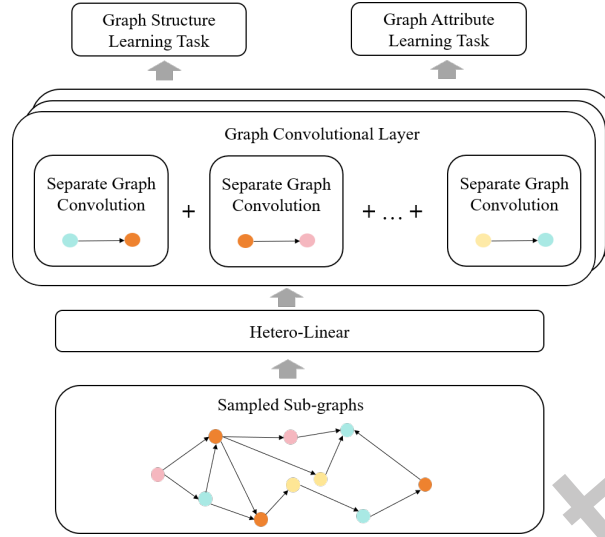 Graph Structure
Learning Task
Graph Attribute
Learning Task
Graph Convolutional Layer
Separate Graph
Convolution
+
Separate Graph
Convolution
+ ... +
Separate Graph
Convolution
Hetero-Linear
Sampled Sub-graphs